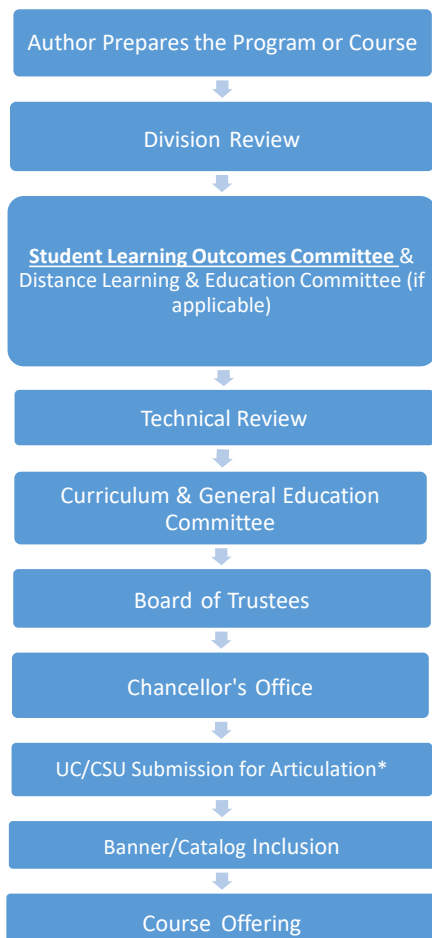 Author Prepares the Program or Course
Division Review
Student Learning Outcomes Committee &
Distance Learning & Education Committee (if
applicable)
Technical Review
Curriculum & General Education
Committee
Board of Trustees
Chancellor's Office
UC/CSU Submission for Articulation*
Banner/Catalog Inclusion
Course Offering